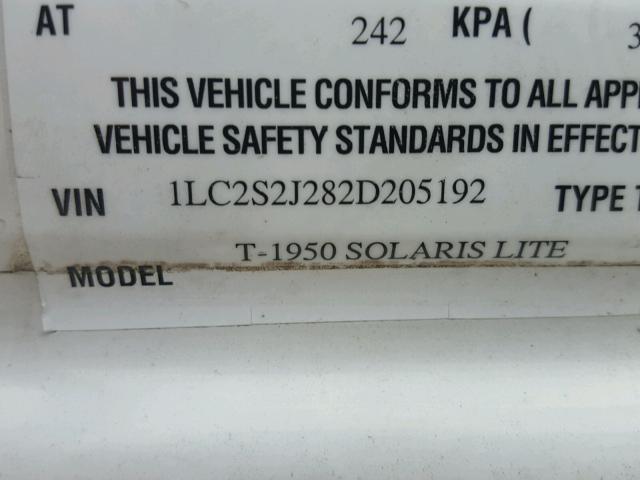 AT 242 KPA ( 3
THIS VEHICLE CONFORMS TO ALL
VEHICLE SAFETY STANDARDS IN EFFECT
VIN 1LC2S2J282D205192 TYPE
T-1950 SOLARIS LITE
MODEL